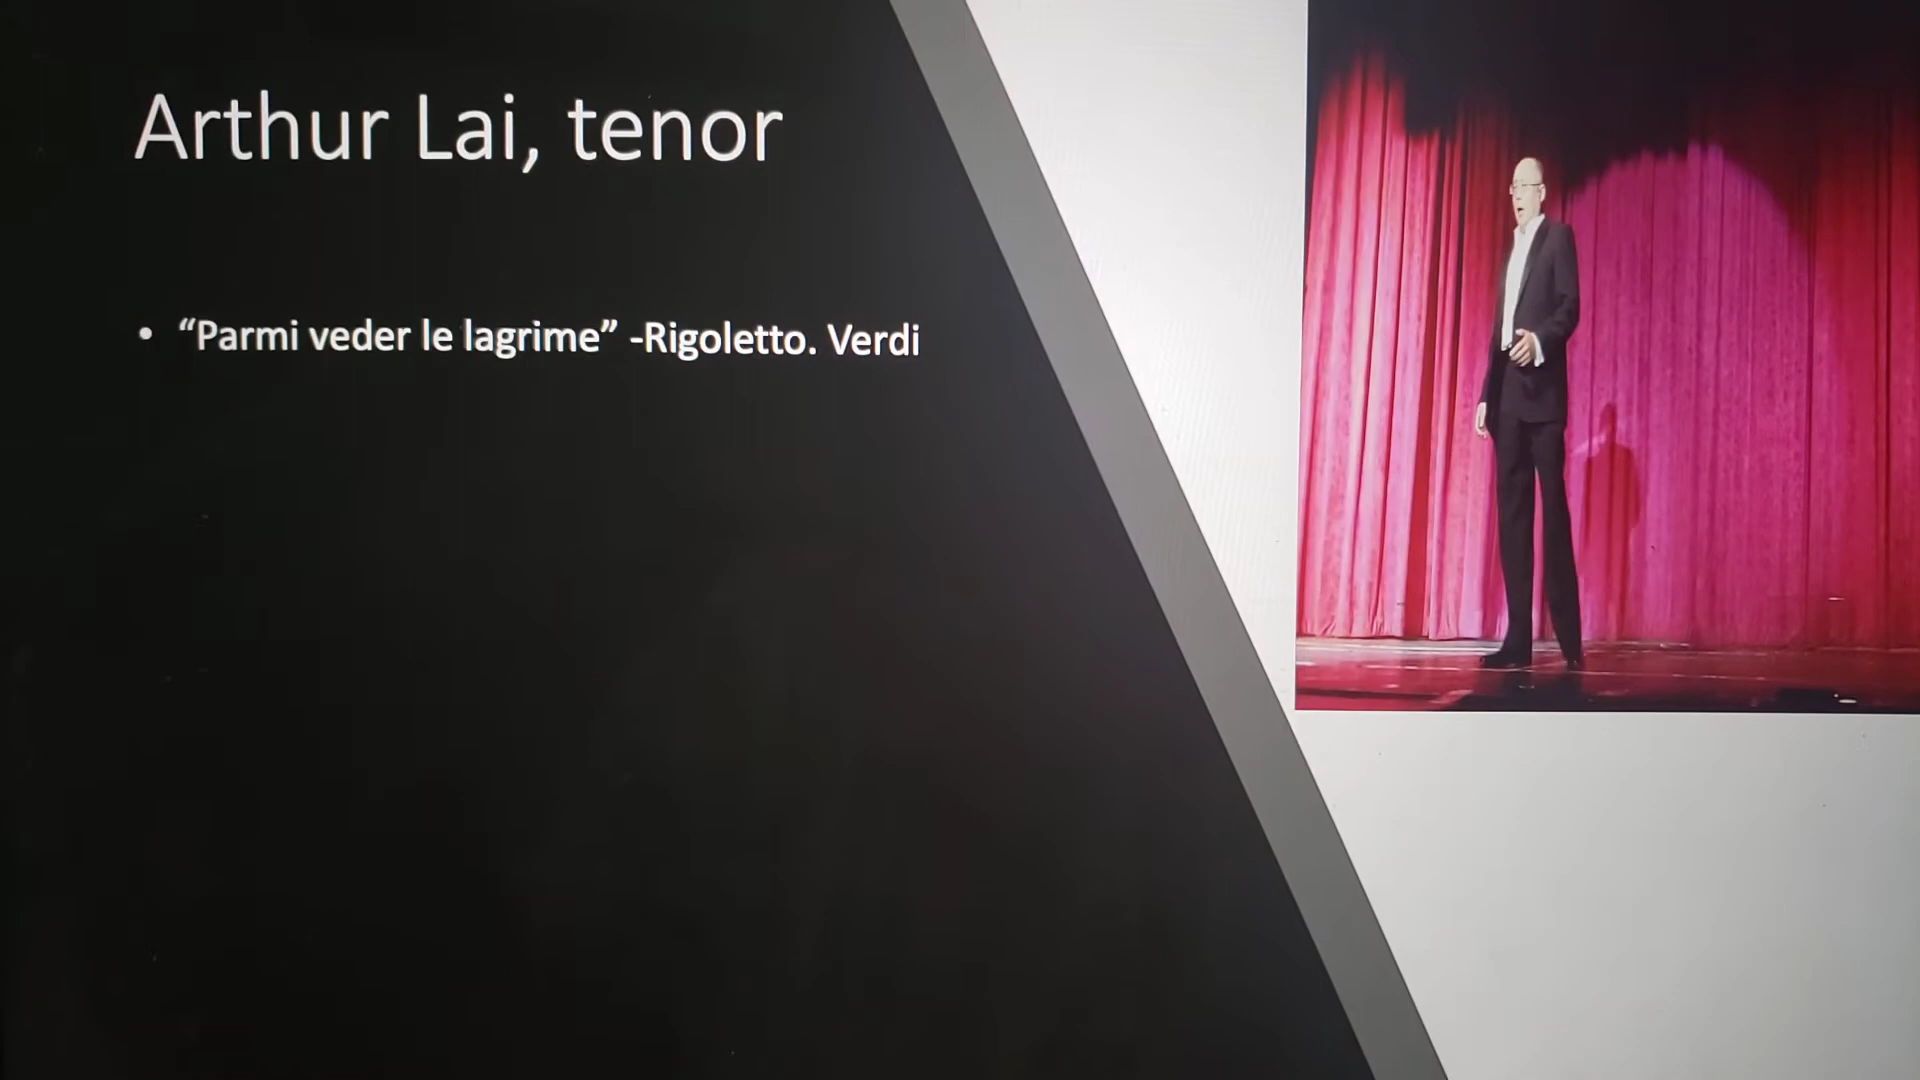 Arthur Lai, tenor
• “Parmi veder le lagrime” -Rigoletto. Verdi